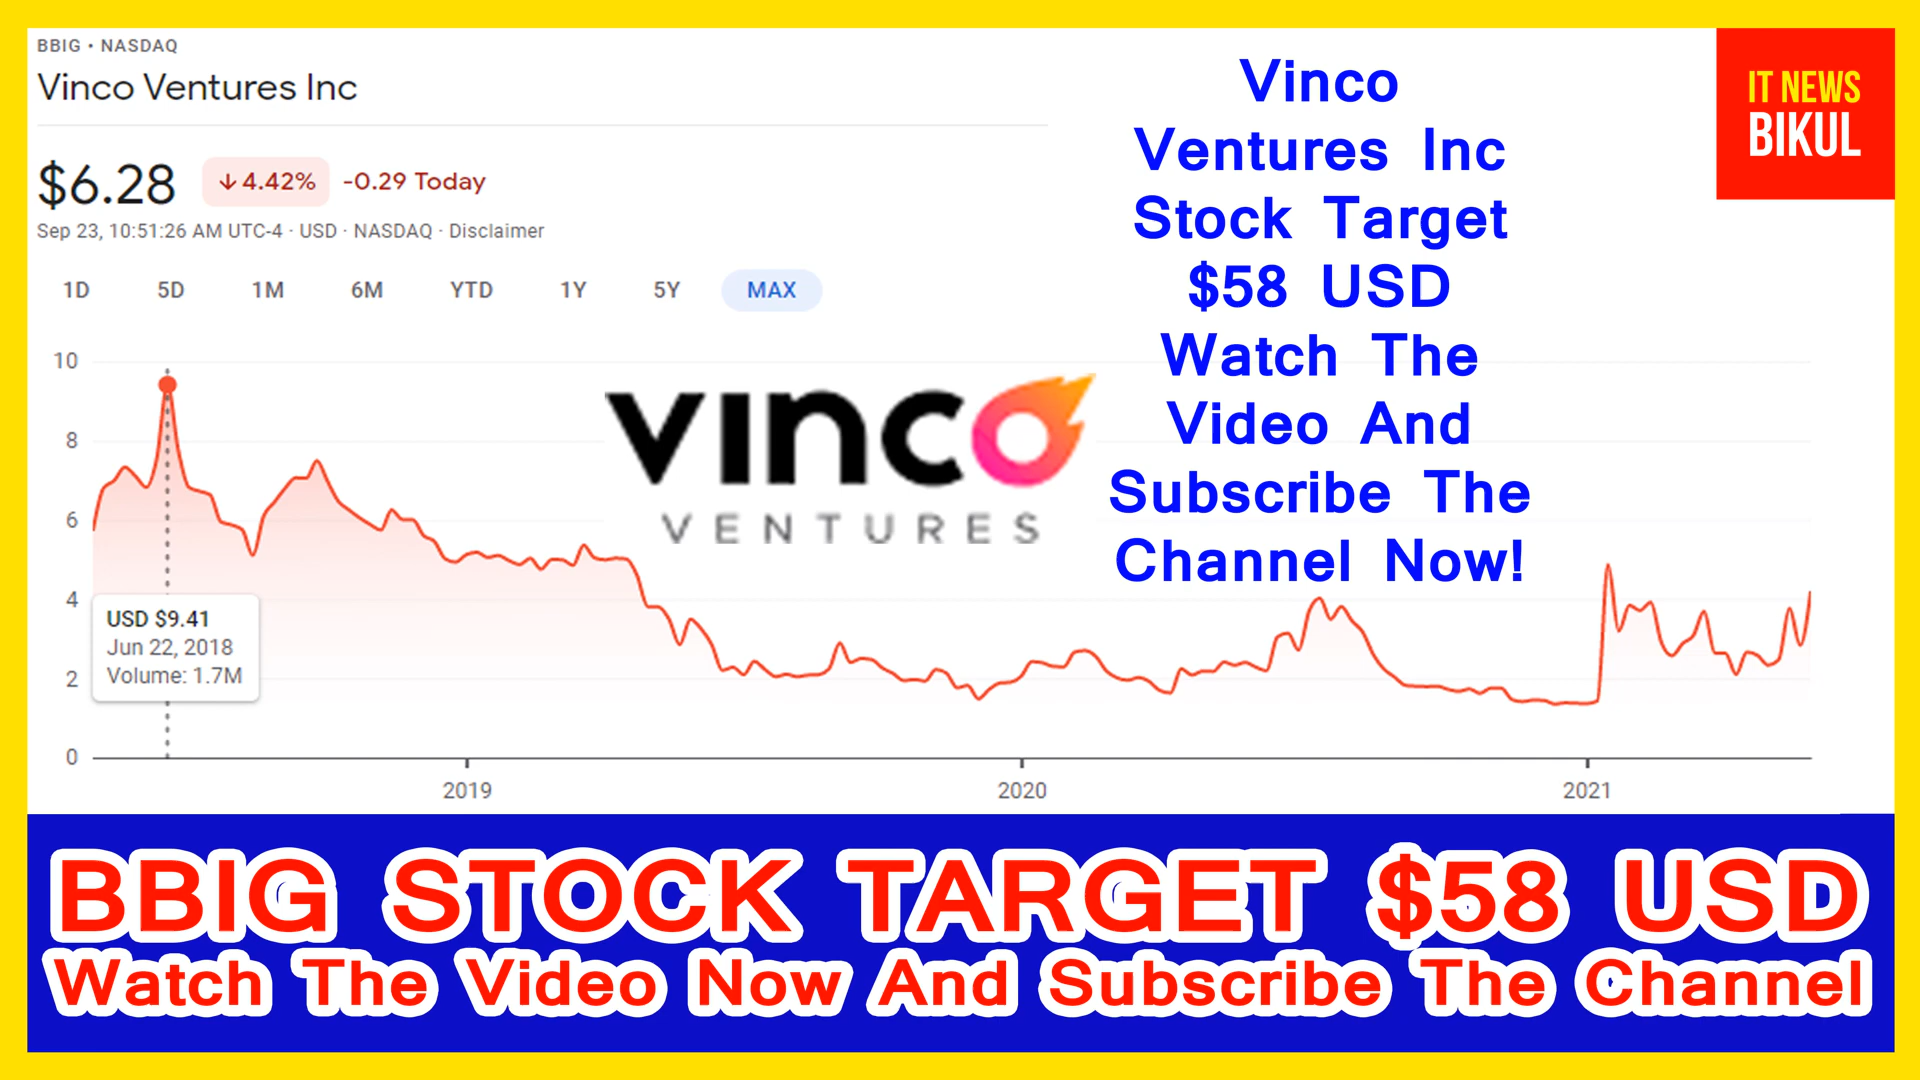 BBIG • NASDAQ
Vinco Ventures Inc
$6.28 ↓4.42% -0.29 Today
Sep 23, 10:51:26 AM UTC-4 · USD · NASDAQ · Disclaimer
1D 5D 1M 6M YTD 1Y 5Y MAX
10
8
6
4
2
0
USD $9.41
Jun 22, 2018
Volume: 1.7M
2019 2020 2021
vinco
VENTURES
Vinco
Ventures Inc
Stock Target
$58 USD
Watch The
Video And
Subscribe The
Channel Now!
IT NEWS
BIKUL
BBIG STOCK TARGET $58 USD
Watch The Video Now And Subscribe The Channel